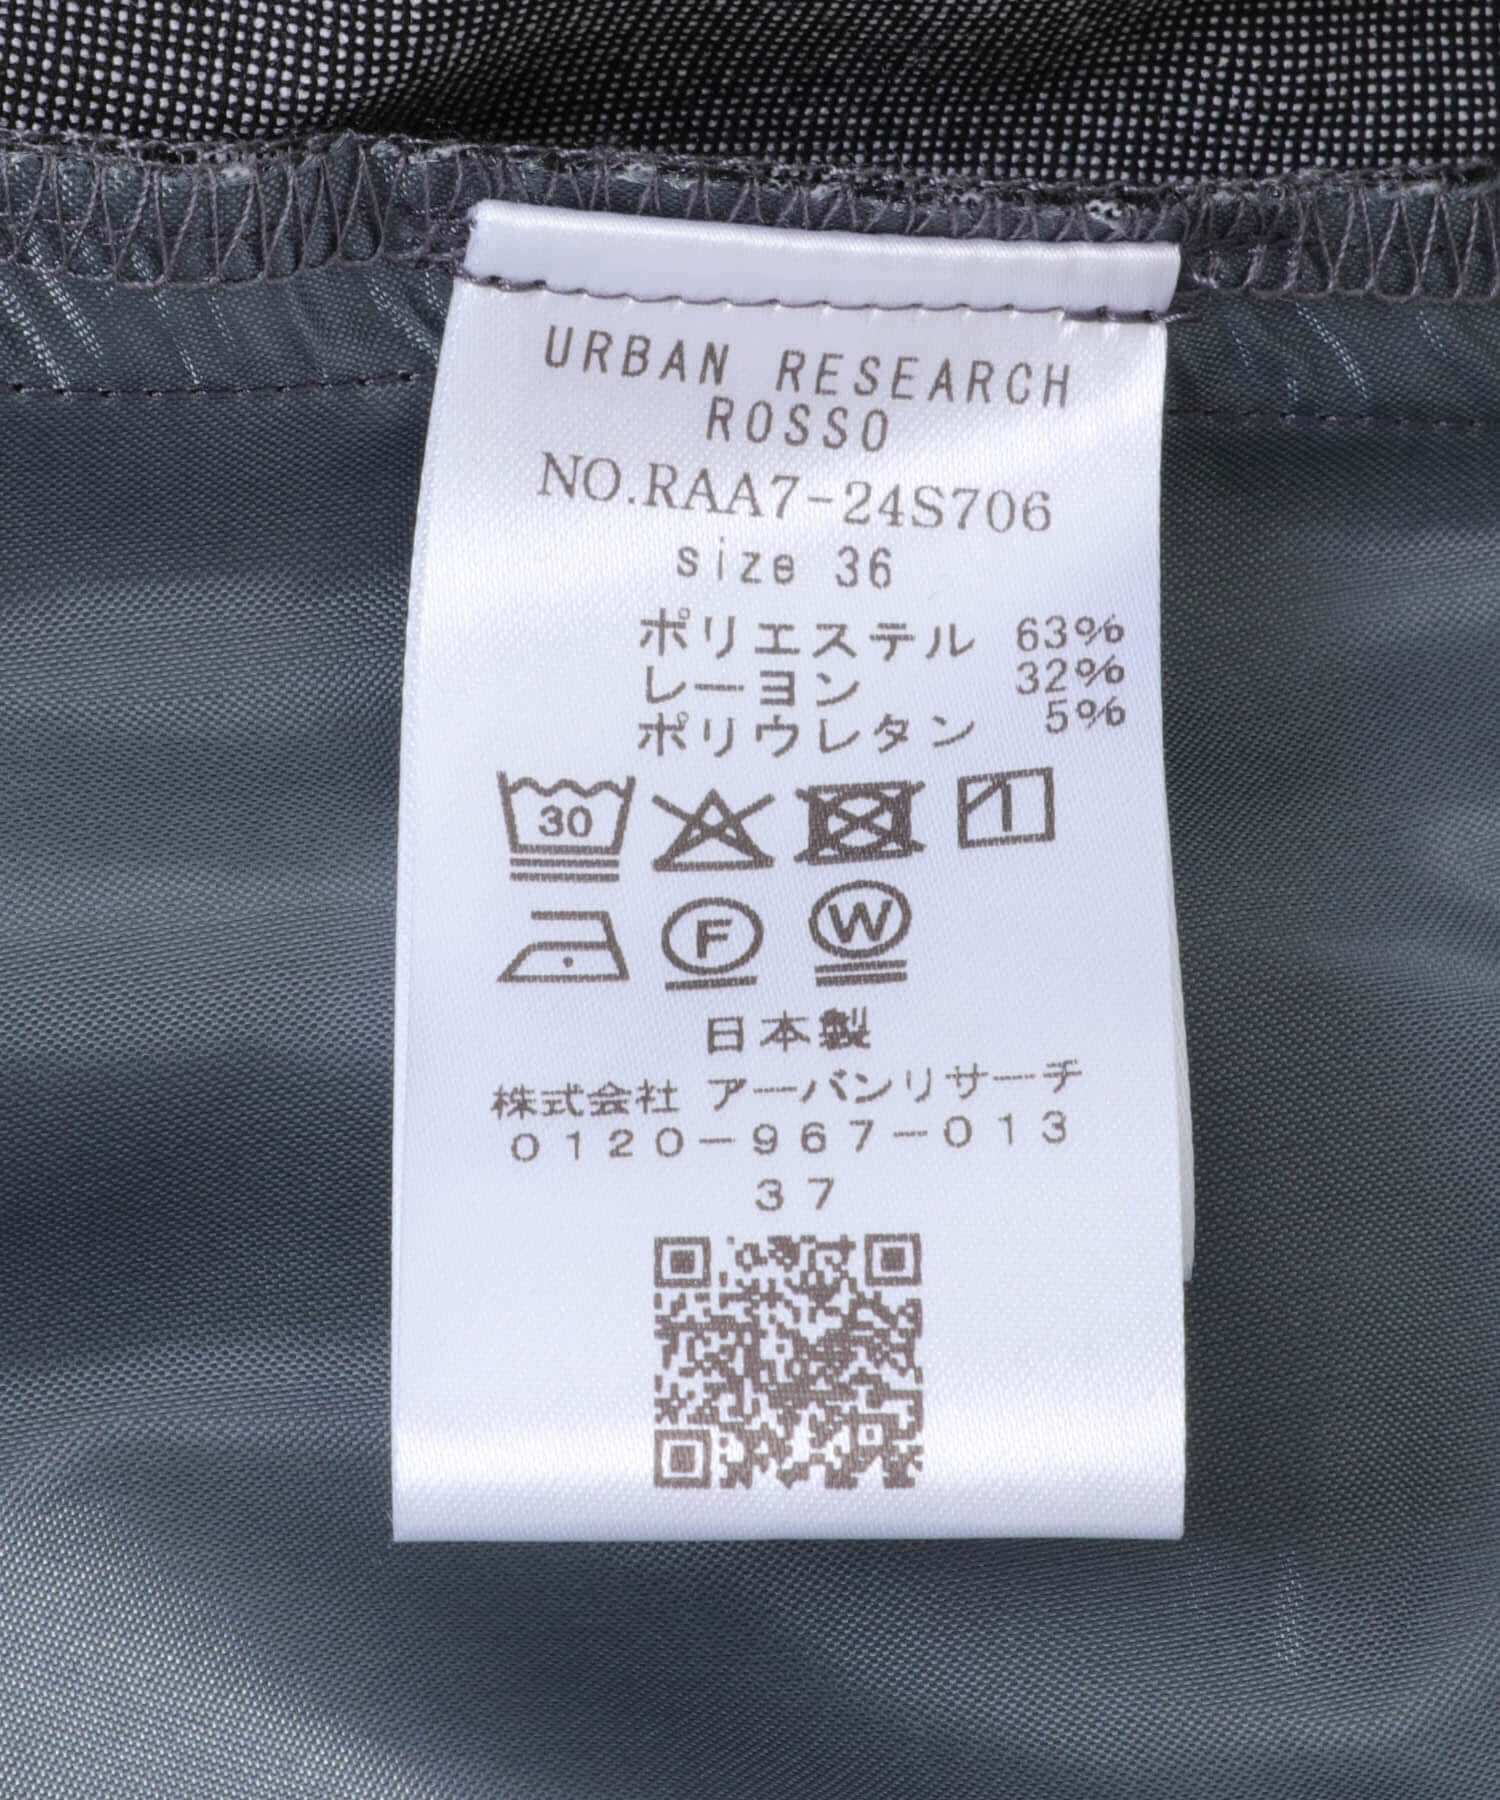 URBAN RESEARCH
ROSSO
NO.RAA7-24S706
size 36
ポリエステル 63%
レーヨン 32%
ポリウレタン 5%
30
F W
日本製
株式会社 アーバンリサーチ
0120-967-013
37